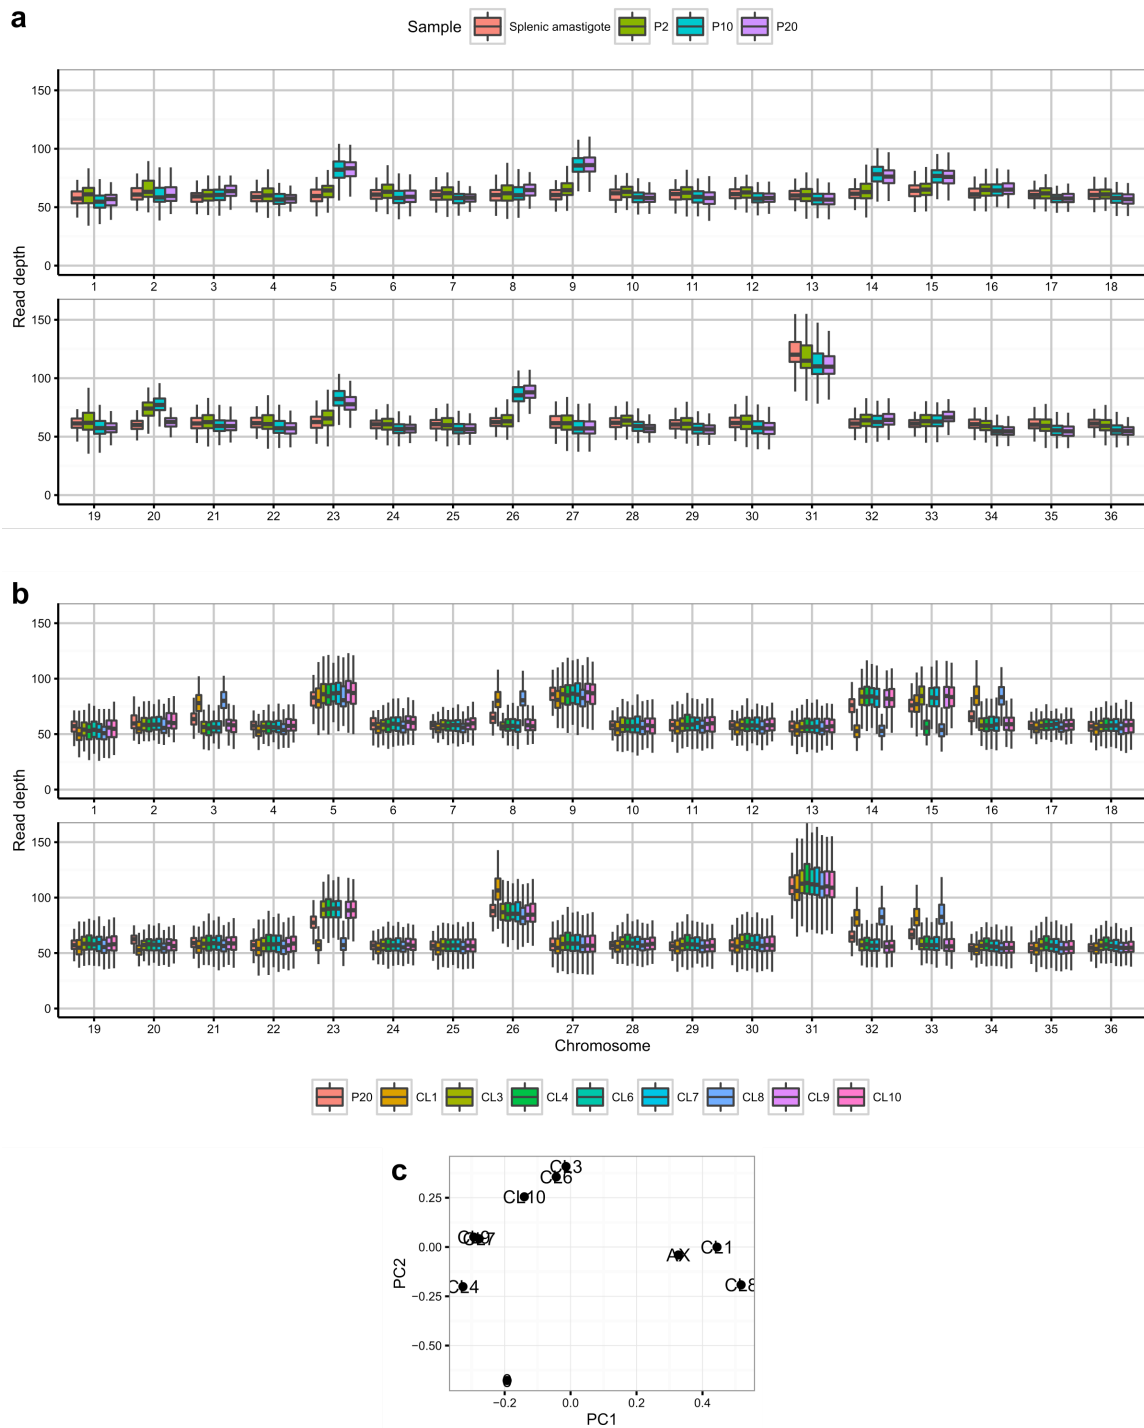 a
Sample Splenic amastigote P2 P10 P20
150
100
50
0
1 2 3 4 5 6 7 8 9 10 11 12 13 14 15 16 17 18
Read depth
150
100
50
0
19 20 21 22 23 24 25 26 27 28 29 30 31 32 33 34 35 36
b
150
100
50
0
1 2 3 4 5 6 7 8 9 10 11 12 13 14 15 16 17 18
Read depth
150
100
50
0
19 20 21 22 23 24 25 26 27 28 29 30 31 32 33 34 35 36
Chromosome
P20 CL1 CL3 CL4 CL6 CL7 CL8 CL9 CL10
c
CL3
CL6
CL10
0.25
CL9
CL7
0.00
AX
CL1
PC2
CL4
CL8
−0.25
−0.50
−0.2 0.0 0.2 0.4
PC1